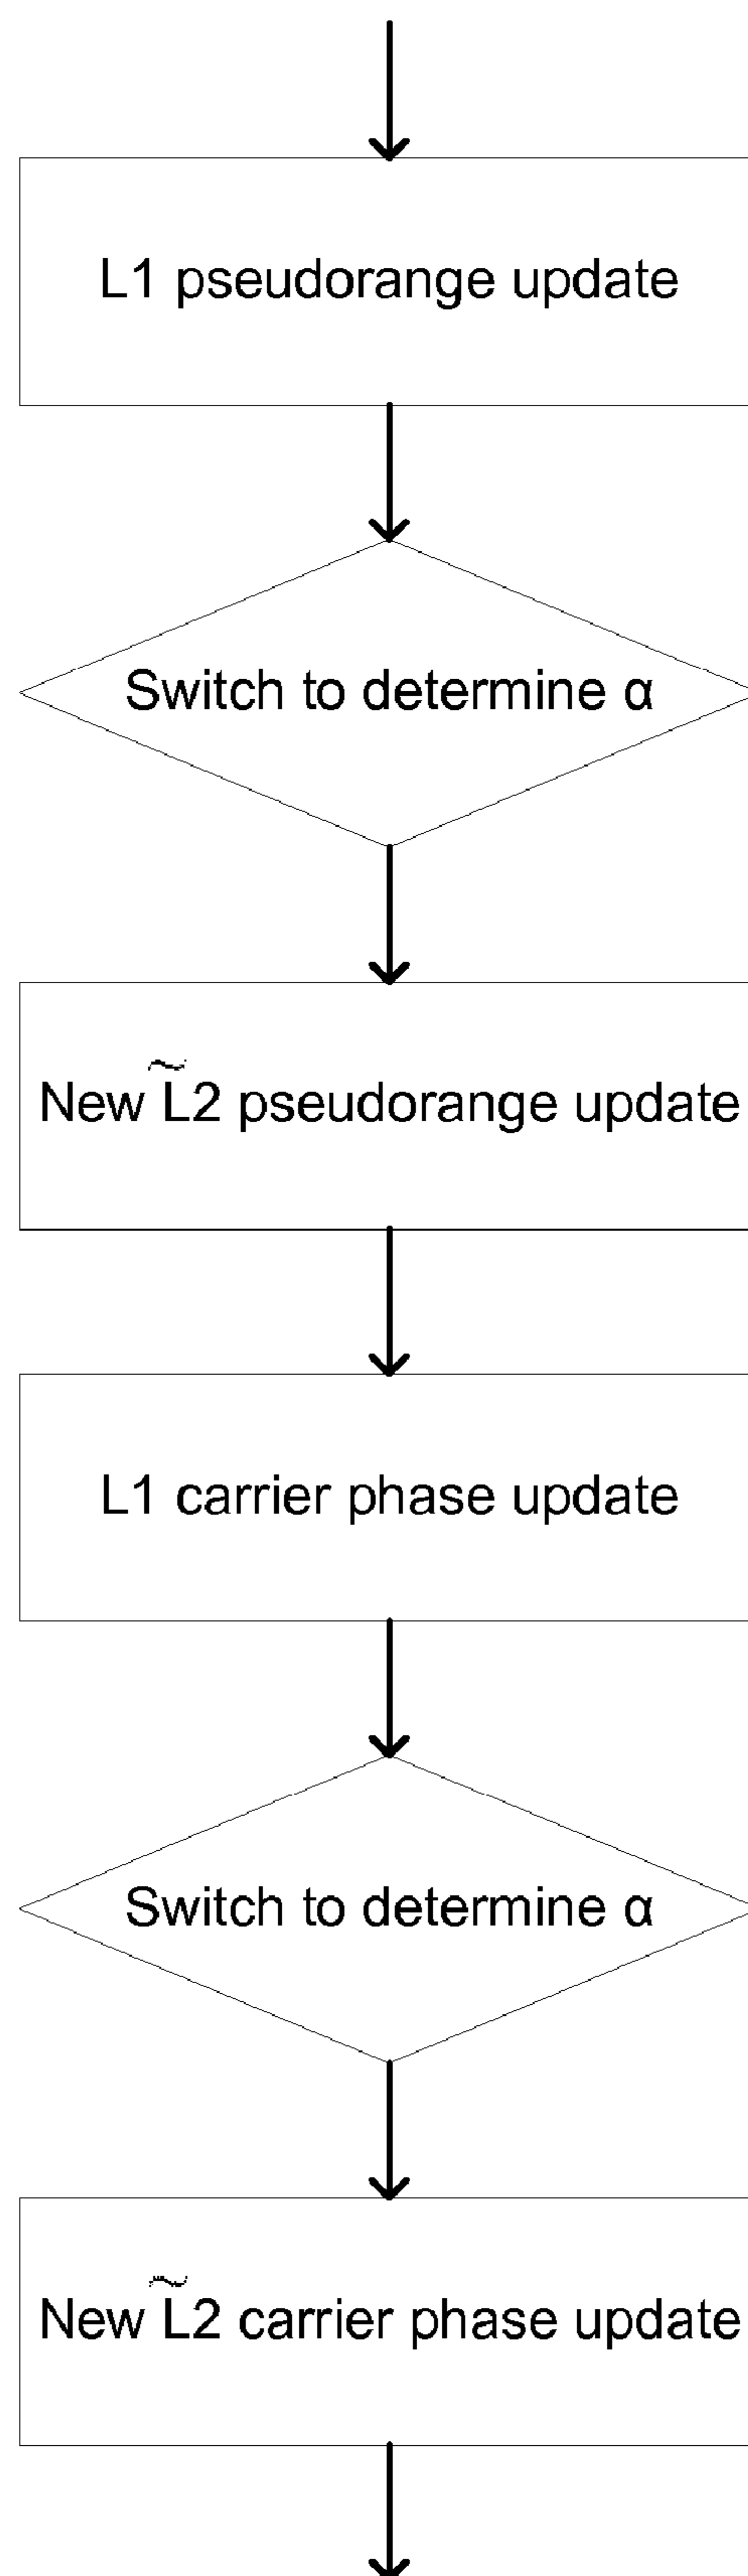 L1 pseudorange update
Switch to determine α
New L̃2 pseudorange update
L1 carrier phase update
Switch to determine α
New L̃2 carrier phase update